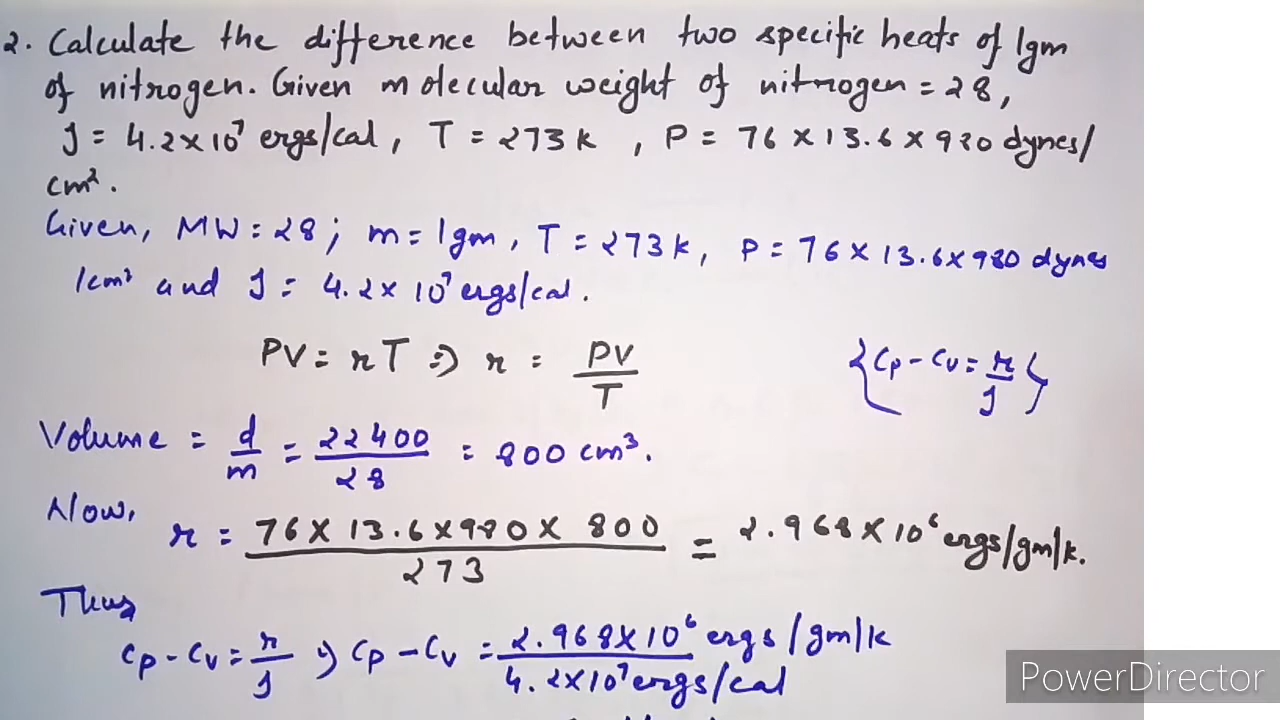 2. Calculate the difference between two specific heats of 1gm
of nitrogen. Given molecular weight of nitrogen = 28,
J = 4.2 × 10⁷ ergs/cal, T = 273 k, P = 76 × 13.6 × 980 dynes/
cm².
Given, MW = 28; m = 1gm, T = 273k, P = 76 × 13.6 × 980 dynes
/cm² and J = 4.2 × 10⁷ ergs/cal.
PV = rT ⇒ r = PV/T {Cp - Cv = r/J}
Volume = d/m = 22400/28 = 800 cm³.
Now, r = 76 × 13.6 × 980 × 800/273 = 2.968 × 10⁶ ergs/gm/k.
Thus
Cp - Cv = r/J ⇒ Cp - Cv = 2.968 × 10⁶ ergs/gm/k/4.2 × 10⁷ ergs/cal
PowerDirector